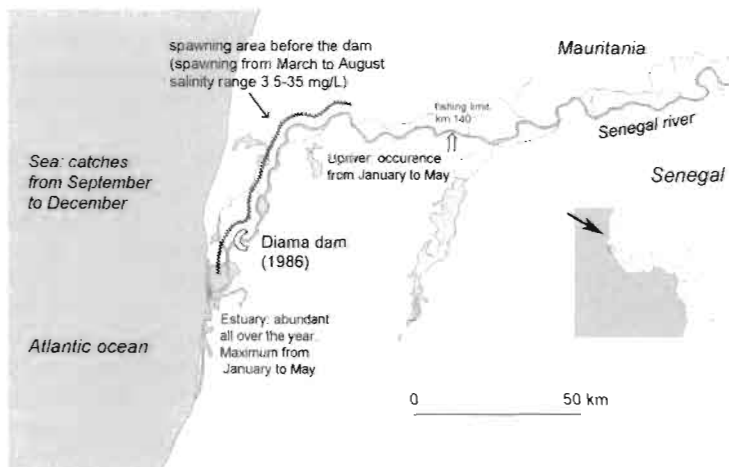 spawning area before the dam
(spawning from March to August
salinity range 3 5-35 mg/L)
Mauritania
fishing limit
km 140
Senegal river
Sea: catches
from September
to December
Upriver: occurence
from January to May
Senegal
Diama dam
(1986)
Estuary: abundant
all over the year.
Maximum from
January to May
Atlantic ocean
0
50 km